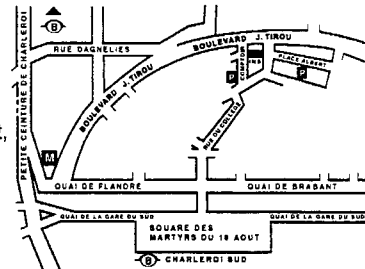 B
RUE DAGNELIES
PETITE CEINTURE DE CHARLEROI
BOULEVARD J. TIROU
BOULEVARD J. TIROU
COMPTOIR
INS
PLACE ALBERT
P
P
RUE DU COLLEGE
M
QUAI DE FLANDRE
QUAI DE BRABANT
QUAI DE LA GARE DU SUD
QUAI DE LA GARE DU SUD
SQUARE DES
MARTYRS DU 18 AOUT
B CHARLEROI SUD